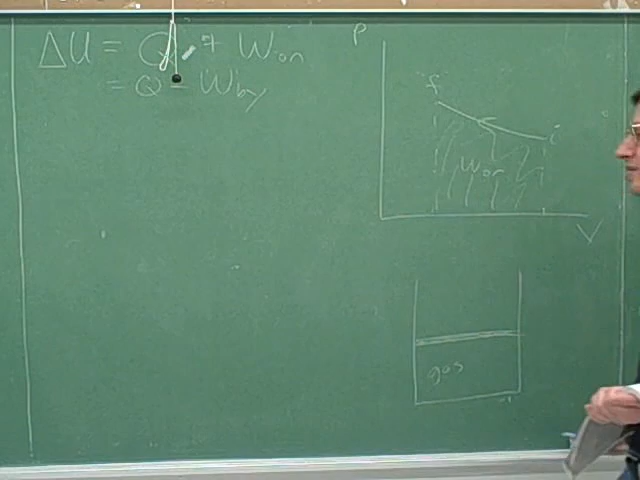 ΔU = Q + Won
= Q - Wby
P
f
i
Won
V
gas